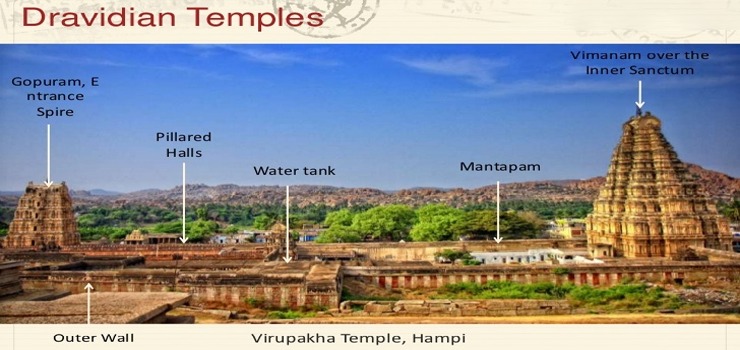 Dravidian Temples
Vimanam over the
Inner Sanctum
Gopuram, E
ntrance
Spire
Pillared
Halls
Water tank
Mantapam
Outer Wall
Virupakha Temple, Hampi